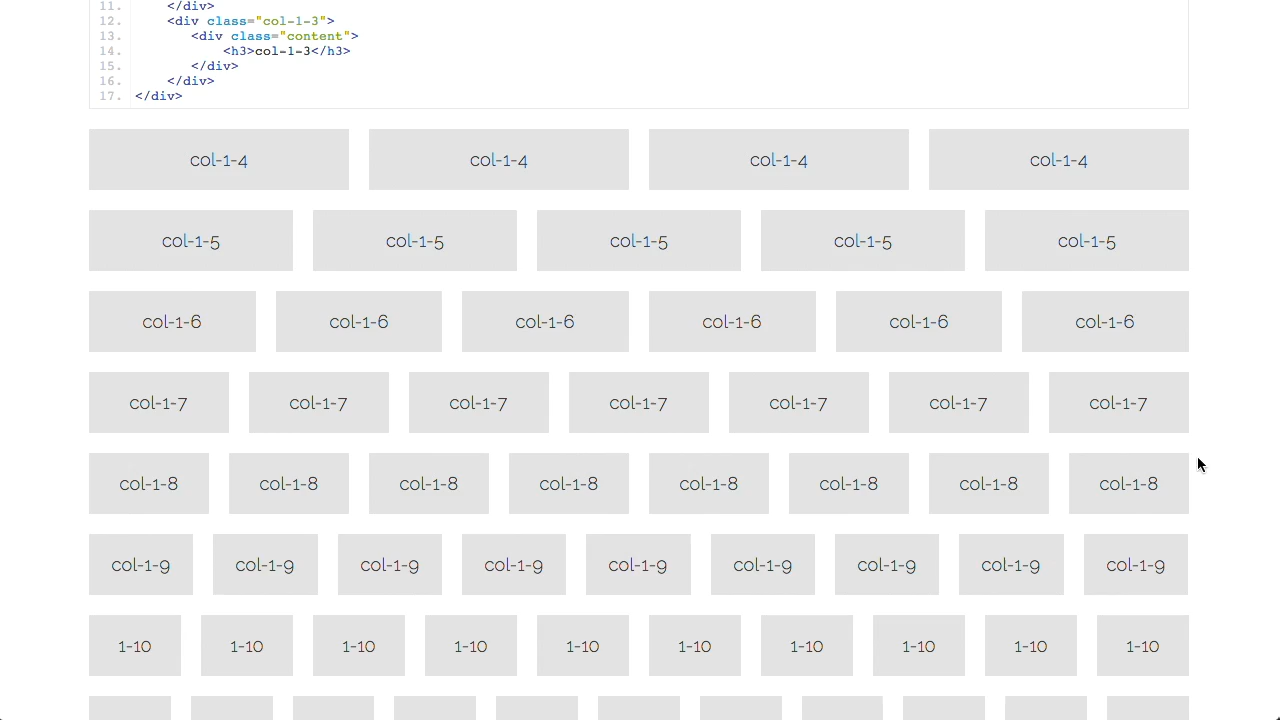 11. </div>
12. <div class="col-1-3">
13. <div class="content">
14. <h3>col-1-3</h3>
15. </div>
16. </div>
17. </div>
col-1-4 col-1-4 col-1-4 col-1-4
col-1-5 col-1-5 col-1-5 col-1-5 col-1-5
col-1-6 col-1-6 col-1-6 col-1-6 col-1-6 col-1-6
col-1-7 col-1-7 col-1-7 col-1-7 col-1-7 col-1-7 col-1-7
col-1-8 col-1-8 col-1-8 col-1-8 col-1-8 col-1-8 col-1-8 col-1-8
col-1-9 col-1-9 col-1-9 col-1-9 col-1-9 col-1-9 col-1-9 col-1-9 col-1-9
1-10 1-10 1-10 1-10 1-10 1-10 1-10 1-10 1-10 1-10